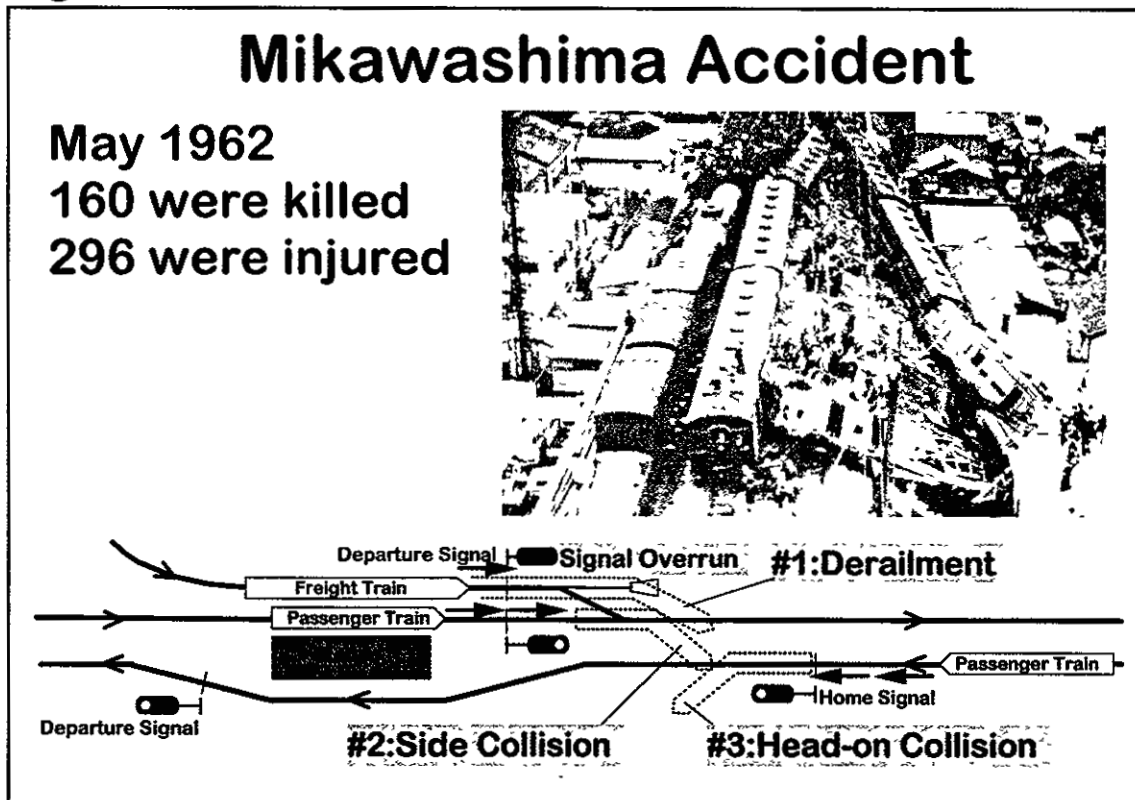 Mikawashima Accident
May 1962
160 were killed
296 were injured
Departure Signal
Signal Overrun
#1:Derailment
Freight Train
Passenger Train
Passenger Train
Departure Signal
Home Signal
#2:Side Collision
#3:Head-on Collision